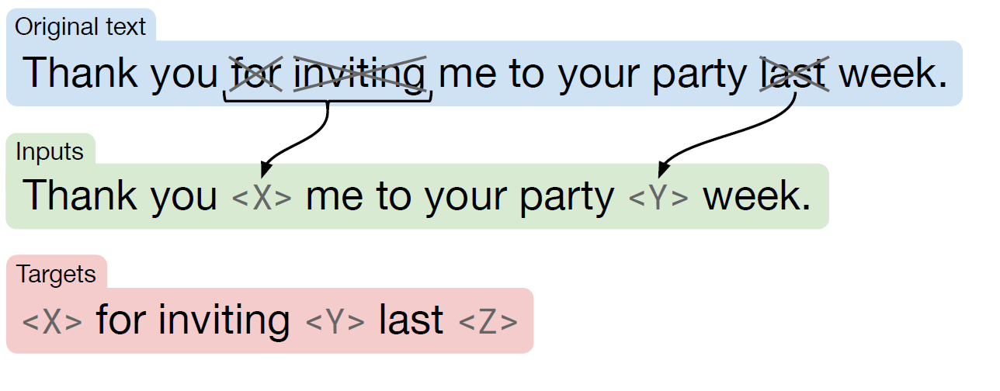 Original text
Thank you for inviting me to your party last week.
Inputs
Thank you <X> me to your party <Y> week.
Targets
<X> for inviting <Y> last <Z>